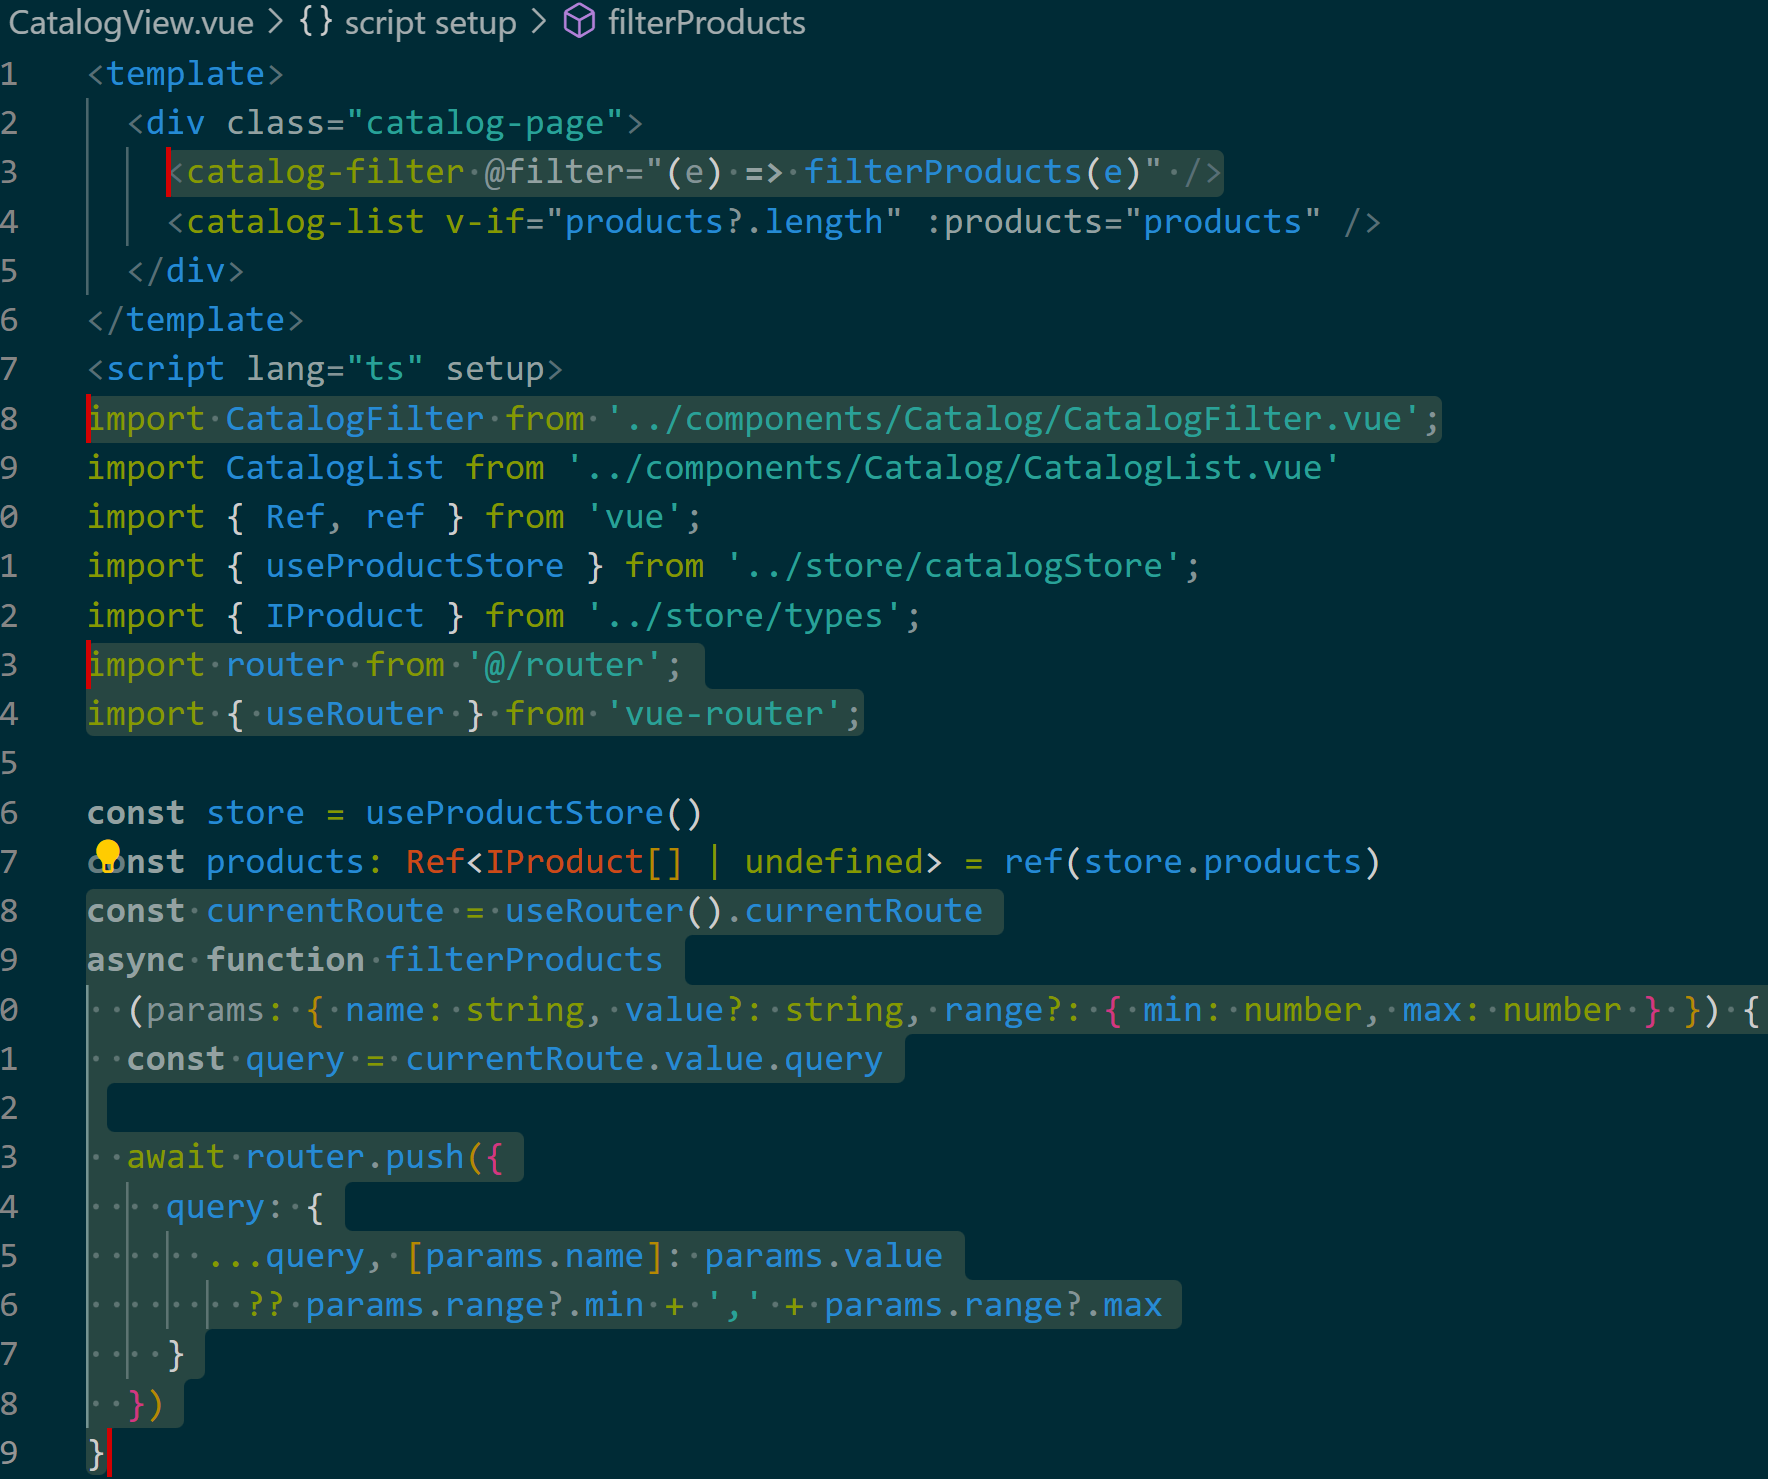 CatalogView.vue > {} script setup > filterProducts
1 <template>
2   <div class="catalog-page">
3     <catalog-filter @filter="(e) => filterProducts(e)" />
4     <catalog-list v-if="products?.length" :products="products" />
5   </div>
6 </template>
7 <script lang="ts" setup>
8 import CatalogFilter from '../components/Catalog/CatalogFilter.vue';
9 import CatalogList from '../components/Catalog/CatalogList.vue'
0 import { Ref, ref } from 'vue';
1 import { useProductStore } from '../store/catalogStore';
2 import { IProduct } from '../store/types';
3 import router from '@/router';
4 import { useRouter } from 'vue-router';
5
6 const store = useProductStore()
7 const products: Ref<IProduct[] | undefined> = ref(store.products)
8 const currentRoute = useRouter().currentRoute
9 async function filterProducts
0   (params: { name: string, value?: string, range?: { min: number, max: number } }) {
1   const query = currentRoute.value.query
2
3   await router.push({
4     query: {
5       ...query, [params.name]: params.value
6         ?? params.range?.min + ',' + params.range?.max
7     }
8   })
9 }